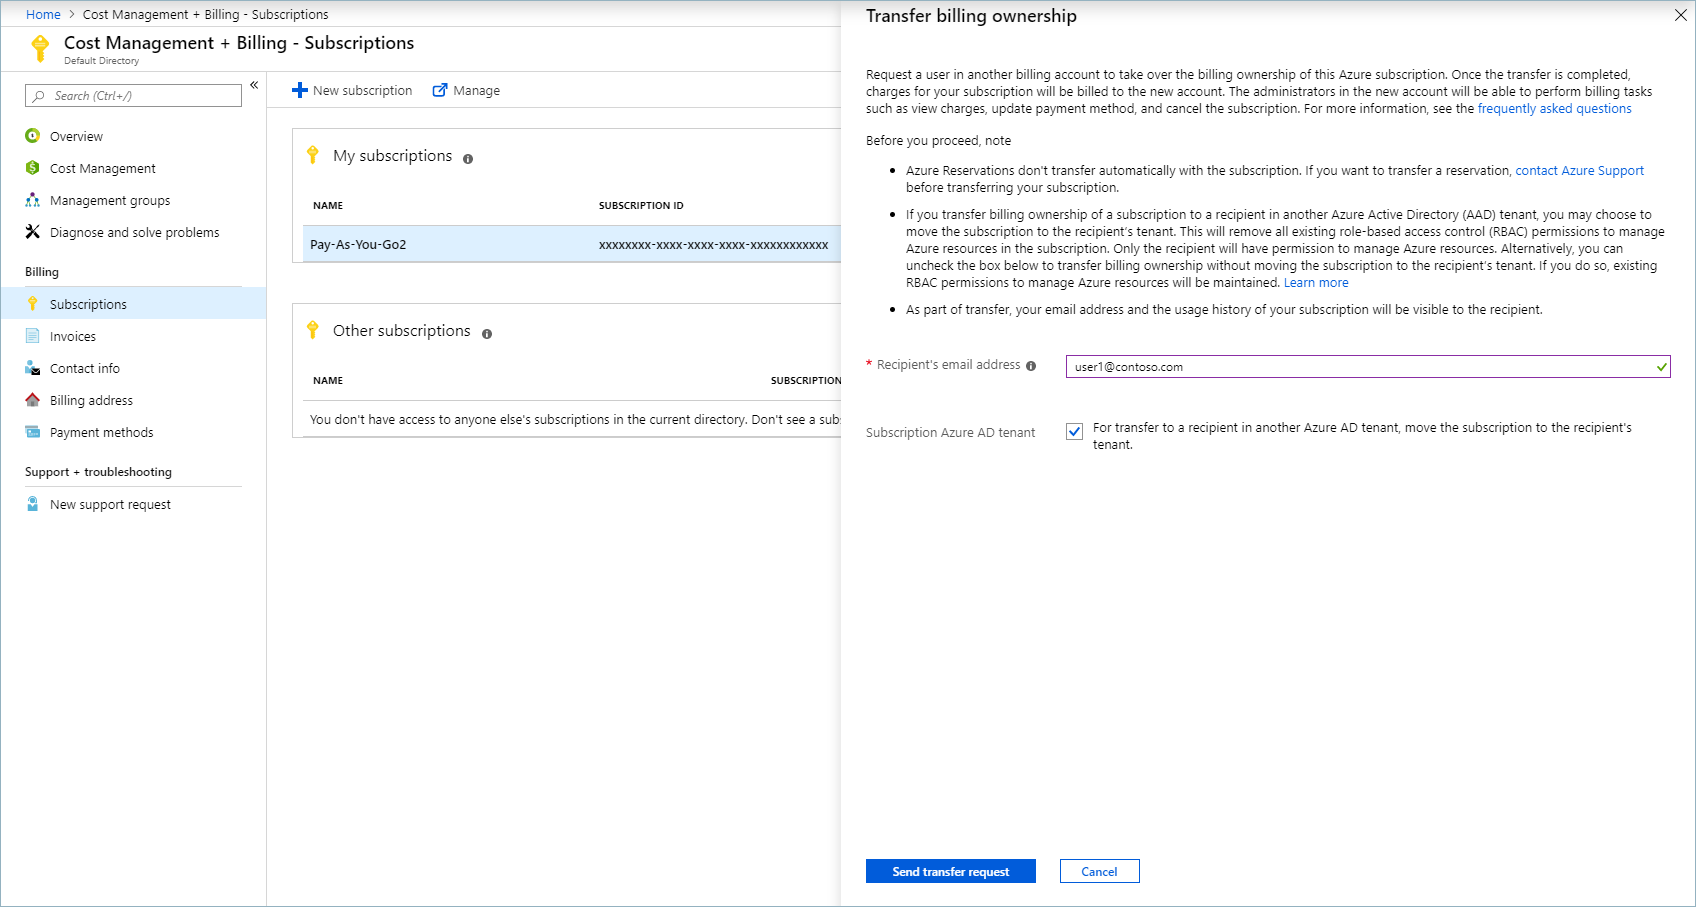 Home > Cost Management + Billing - Subscriptions
Cost Management + Billing - Subscriptions
Default Directory
Search (Ctrl+/)
«
Overview
Cost Management
Management groups
Diagnose and solve problems
Billing
Subscriptions
Invoices
Contact info
Billing address
Payment methods
Support + troubleshooting
New support request
New subscription
Manage
My subscriptions
NAME SUBSCRIPTION ID
Pay-As-You-Go2 xxxxxxxx-xxxx-xxxx-xxxx-xxxxxxxxxxxx
Other subscriptions
NAME SUBSCRIPTION
You don't have access to anyone else's subscriptions in the current directory. Don't see a sub
Transfer billing ownership
Request a user in another billing account to take over the billing ownership of this Azure subscription. Once the transfer is completed,
charges for your subscription will be billed to the new account. The administrators in the new account will be able to perform billing tasks
such as view charges, update payment method, and cancel the subscription. For more information, see the frequently asked questions
Before you proceed, note
• Azure Reservations don't transfer automatically with the subscription. If you want to transfer a reservation, contact Azure Support
before transferring your subscription.
• If you transfer billing ownership of a subscription to a recipient in another Azure Active Directory (AAD) tenant, you may choose to
move the subscription to the recipient's tenant. This will remove all existing role-based access control (RBAC) permissions to manage
Azure resources in the subscription. Only the recipient will have permission to manage Azure resources. Alternatively, you can
uncheck the box below to transfer billing ownership without moving the subscription to the recipient's tenant. If you do so, existing
RBAC permissions to manage Azure resources will be maintained. Learn more
• As part of transfer, your email address and the usage history of your subscription will be visible to the recipient.
* Recipient's email address
user1@contoso.com
Subscription Azure AD tenant
For transfer to a recipient in another Azure AD tenant, move the subscription to the recipient's
tenant.
Send transfer request
Cancel